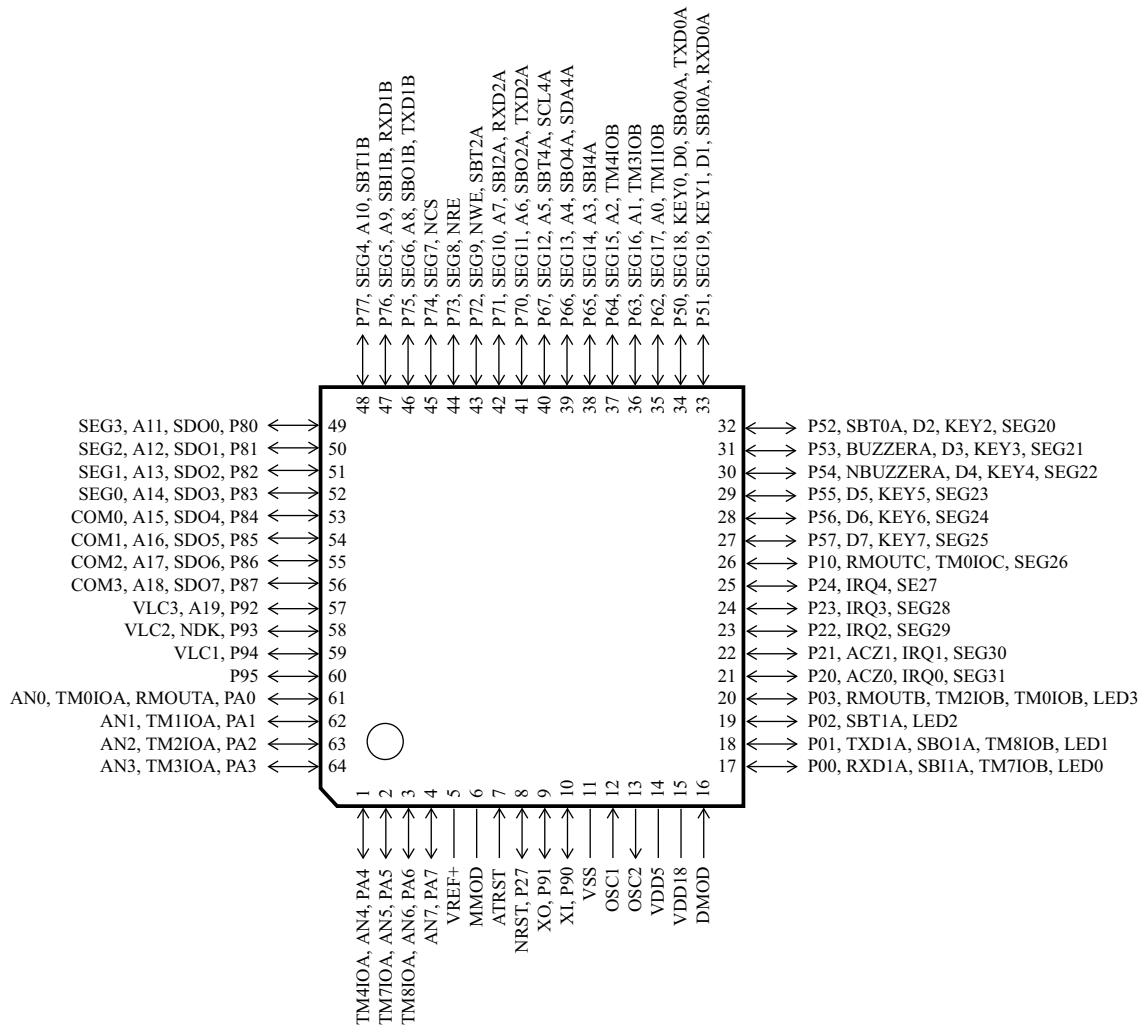 P77, SEG4, A10, SBT1B
P76, SEG5, A9, SBI1B, RXD1B
P75, SEG6, A8, SBO1B, TXD1B
P74, SEG7, NCS
P73, SEG8, NRE
P72, SEG9, NWE, SBT2A
P71, SEG10, A7, SBI2A, RXD2A
P70, SEG11, A6, SBO2A, TXD2A
P67, SEG12, A5, SBT4A, SCL4A
P66, SEG13, A4, SBO4A, SDA4A
P65, SEG14, A3, SBI4A
P64, SEG15, A2, TM4IOB
P63, SEG16, A1, TM3IOB
P62, SEG17, A0, TM1IOB
P50, SEG18, KEY0, D0, SBO0A, TXD0A
P51, SEG19, KEY1, D1, SBI0A, RXD0A
48 47 46 45 44 43 42 41 40 39 38 37 36 35 34 33
SEG3, A11, SDO0, P80 49
SEG2, A12, SDO1, P81 50
SEG1, A13, SDO2, P82 51
SEG0, A14, SDO3, P83 52
COM0, A15, SDO4, P84 53
COM1, A16, SDO5, P85 54
COM2, A17, SDO6, P86 55
COM3, A18, SDO7, P87 56
VLC3, A19, P92 57
VLC2, NDK, P93 58
VLC1, P94 59
P95 60
AN0, TM0IOA, RMOUTA, PA0 61
AN1, TM1IOA, PA1 62
AN2, TM2IOA, PA2 63
AN3, TM3IOA, PA3 64
32 P52, SBT0A, D2, KEY2, SEG20
31 P53, BUZZERA, D3, KEY3, SEG21
30 P54, NBUZZERA, D4, KEY4, SEG22
29 P55, D5, KEY5, SEG23
28 P56, D6, KEY6, SEG24
27 P57, D7, KEY7, SEG25
26 P10, RMOUTC, TM0IOC, SEG26
25 P24, IRQ4, SE27
24 P23, IRQ3, SEG28
23 P22, IRQ2, SEG29
22 P21, ACZ1, IRQ1, SEG30
21 P20, ACZ0, IRQ0, SEG31
20 P03, RMOUTB, TM2IOB, TM0IOB, LED3
19 P02, SBT1A, LED2
18 P01, TXD1A, SBO1A, TM8IOB, LED1
17 P00, RXD1A, SBI1A, TM7IOB, LED0
1 2 3 4 5 6 7 8 9 10 11 12 13 14 15 16
TM4IOA, AN4, PA4
TM7IOA, AN5, PA5
TM8IOA, AN6, PA6
AN7, PA7
VREF+
MMOD
ATRST
NRST, P27
XO, P91
XI, P90
VSS
OSC1
OSC2
VDD5
VDD18
DMOD